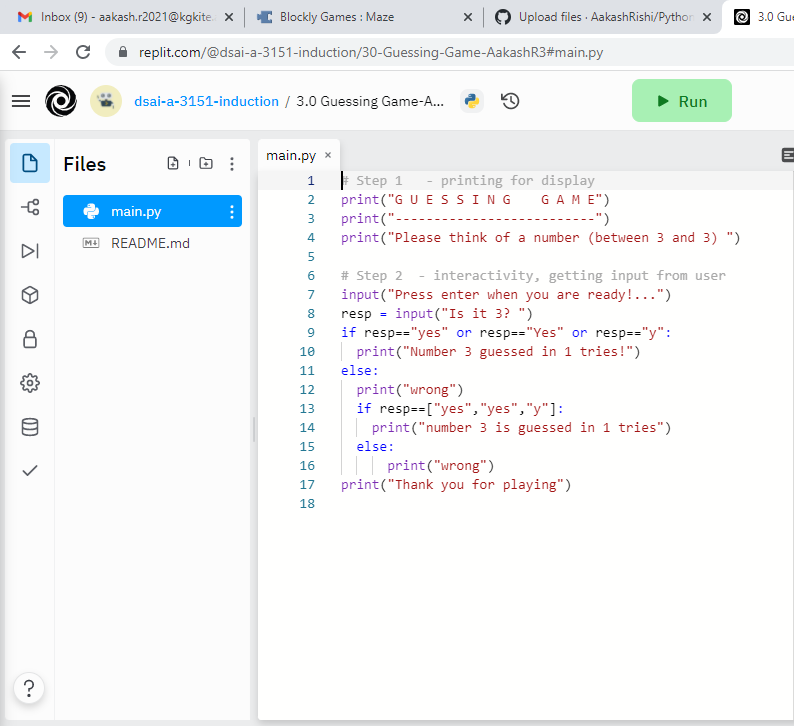 Inbox (9) - aakash.r2021@kgkite.
Blockly Games : Maze
Upload files · AakashRishi/Python
3.0 Gue
replit.com/@dsai-a-3151-induction/30-Guessing-Game-AakashR3#main.py
dsai-a-3151-induction / 3.0 Guessing Game-A...
Run
Files
main.py
README.md
main.py
1 # Step 1   - printing for display
2 print("G U E S S I N G    G A M E")
3 print("--------------------------")
4 print("Please think of a number (between 3 and 3) ")
5
6 # Step 2  - interactivity, getting input from user
7 input("Press enter when you are ready!...")
8 resp = input("Is it 3? ")
9 if resp=="yes" or resp=="Yes" or resp=="y":
10   print("Number 3 guessed in 1 tries!")
11 else:
12   print("wrong")
13   if resp==["yes","yes","y"]:
14     print("number 3 is guessed in 1 tries")
15   else:
16       print("wrong")
17 print("Thank you for playing")
18
?